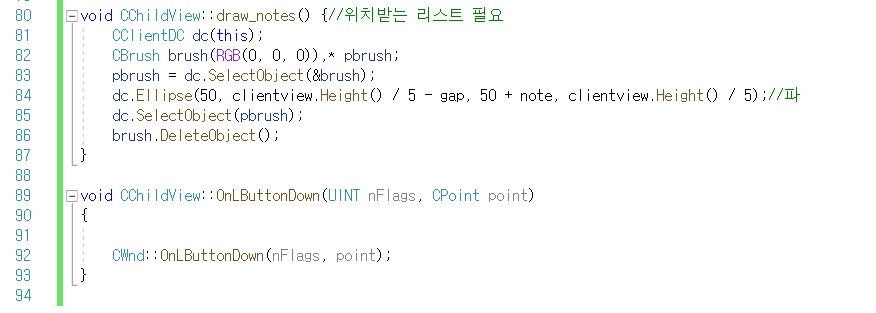 80 void CChildView::draw_notes() {//위치받는 리스트 필요
81 CClientDC dc(this);
82 CBrush brush(RGB(0, 0, 0)),* pbrush;
83 pbrush = dc.SelectObject(&brush);
84 dc.Ellipse(50, clientview.Height() / 5 - gap, 50 + note, clientview.Height() / 5);//파
85 dc.SelectObject(pbrush);
86 brush.DeleteObject();
87 }
88
89 void CChildView::OnLButtonDown(UINT nFlags, CPoint point)
90 {
91
92 CWnd::OnLButtonDown(nFlags, point);
93 }
94